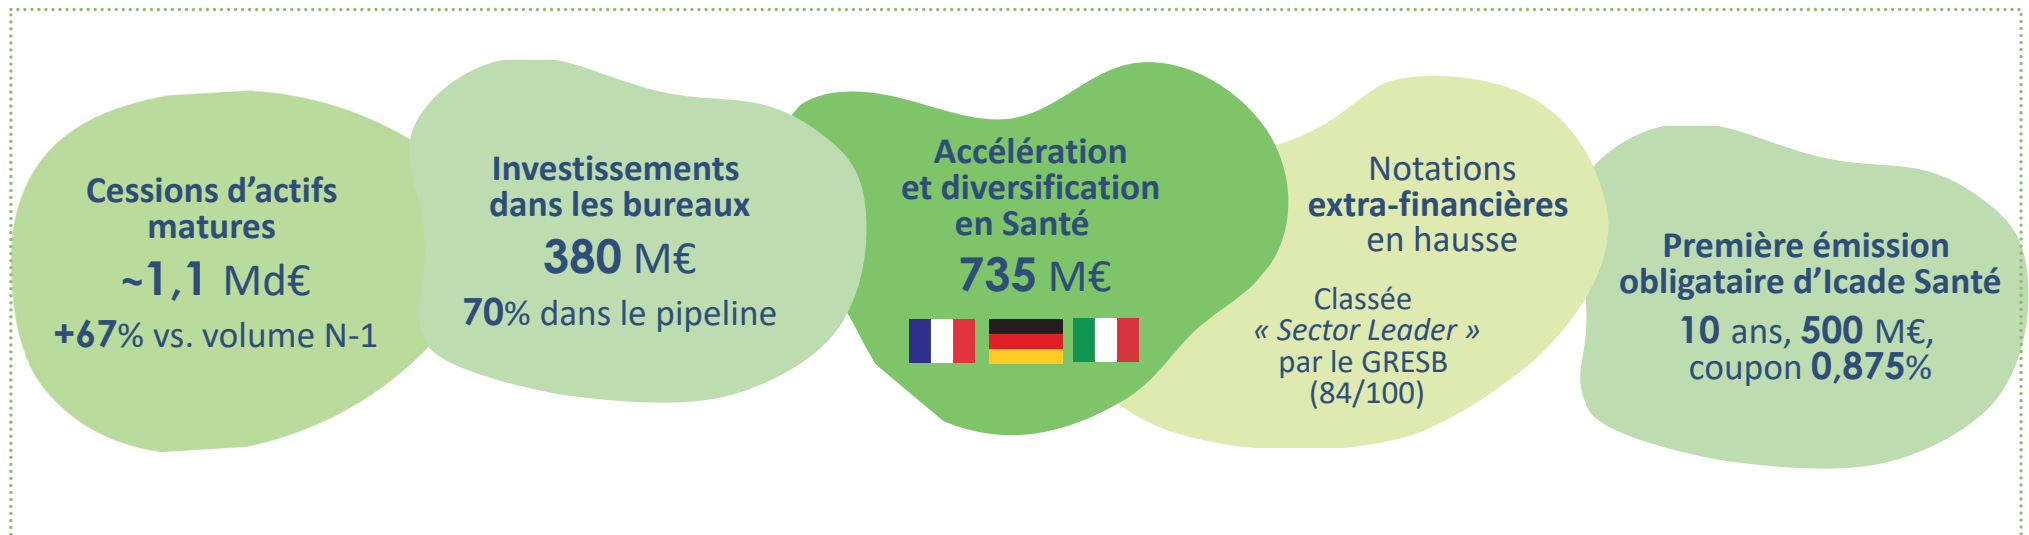 Cessions d’actifs
matures
~1,1 Md€
+67% vs. volume N-1
Investissements
dans les bureaux
380 M€
70% dans le pipeline
Accélération
et diversification
en Santé
735 M€
Notations
extra-financières
en hausse
Classée
« Sector Leader »
par le GRESB
(84/100)
Première émission
obligataire d’Icade Santé
10 ans, 500 M€,
coupon 0,875%